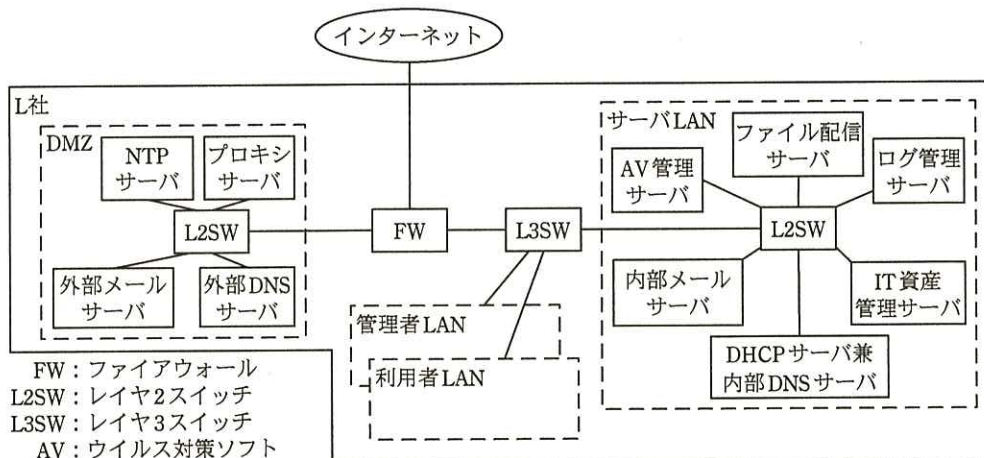 インターネット
L社
DMZ
NTP
サーバ
プロキシ
サーバ
L2SW
外部メール
サーバ
外部DNS
サーバ
FW
L3SW
管理者LAN
利用者LAN
サーバLAN
AV管理
サーバ
ファイル配信
サーバ
ログ管理
サーバ
L2SW
内部メール
サーバ
IT資産
管理サーバ
DHCPサーバ兼
内部DNSサーバ
FW：ファイアウォール
L2SW：レイヤ2スイッチ
L3SW：レイヤ3スイッチ
AV：ウイルス対策ソフト